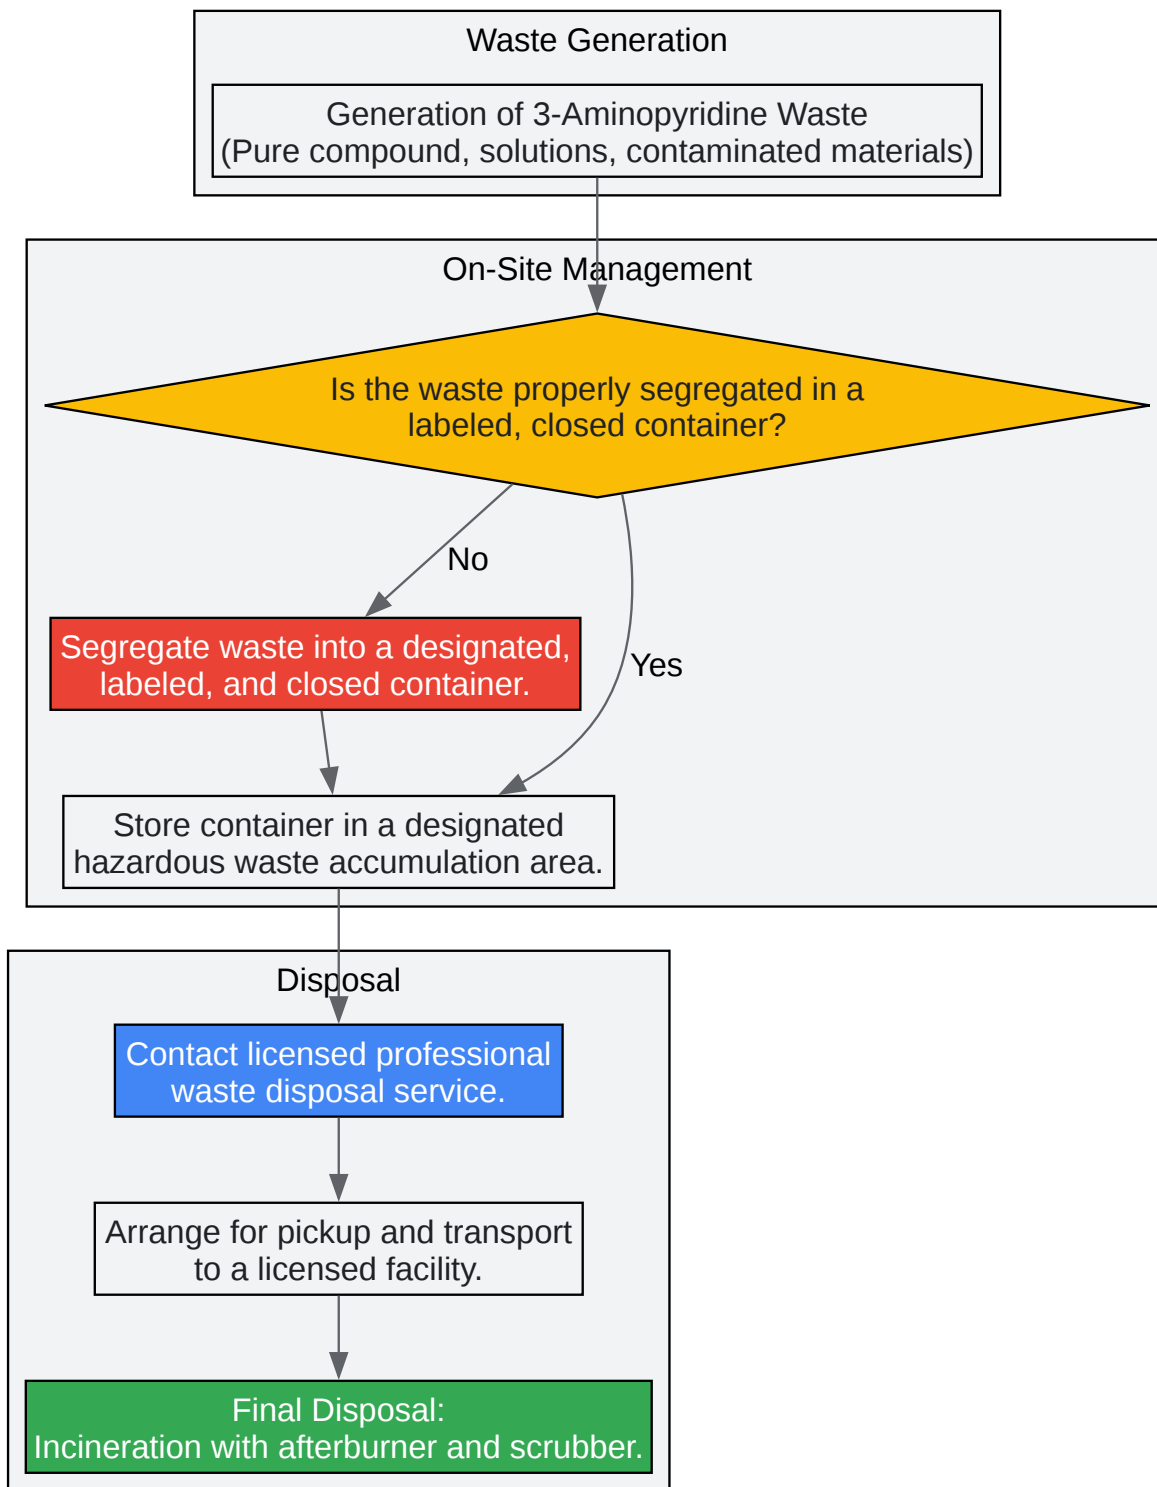 Waste Generation
Generation of 3-Aminopyridine Waste
(Pure compound, solutions, contaminated materials)
On-Site Management
Is the waste properly segregated in a
labeled, closed container?
No
Segregate waste into a designated,
labeled, and closed container.
Yes
Store container in a designated
hazardous waste accumulation area.
Disposal
Contact licensed professional
waste disposal service.
Arrange for pickup and transport
to a licensed facility.
Final Disposal:
Incineration with afterburner and scrubber.